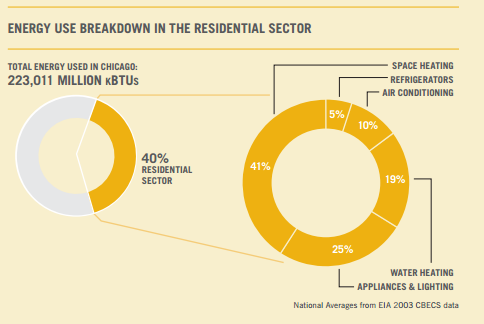 ENERGY USE BREAKDOWN IN THE RESIDENTIAL SECTOR
TOTAL ENERGY USED IN CHICAGO:
223,011 MILLION KBTUs
40%
RESIDENTIAL
SECTOR
SPACE HEATING
REFRIGERATORS
AIR CONDITIONING
5%
10%
41%
19%
25%
WATER HEATING
APPLIANCES & LIGHTING
National Averages from EIA 2003 CBECS data